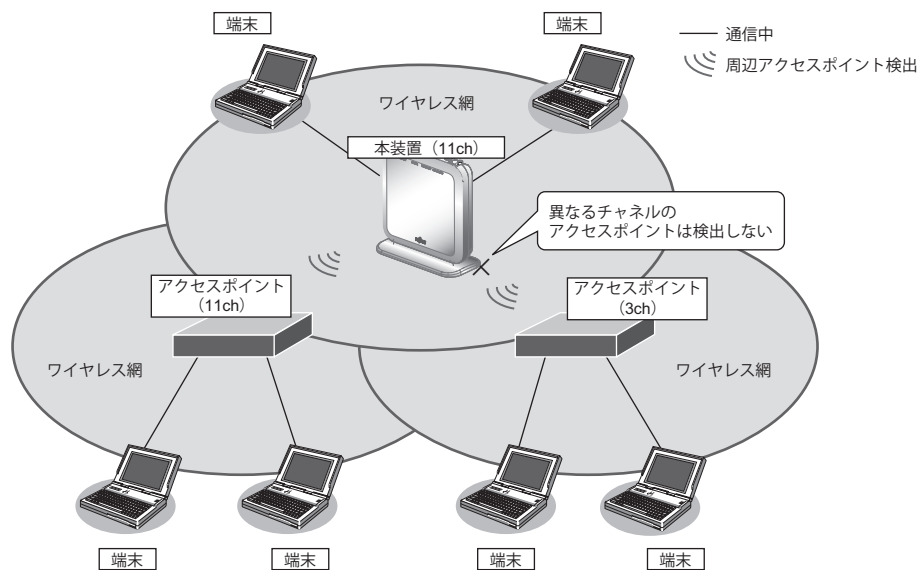 端末
端末
通信中
周辺アクセスポイント検出
ワイヤレス網
本装置（11ch）
異なるチャネルの
アクセスポイントは検出しない
アクセスポイント
（11ch）
アクセスポイント
（3ch）
ワイヤレス網
ワイヤレス網
端末
端末
端末
端末